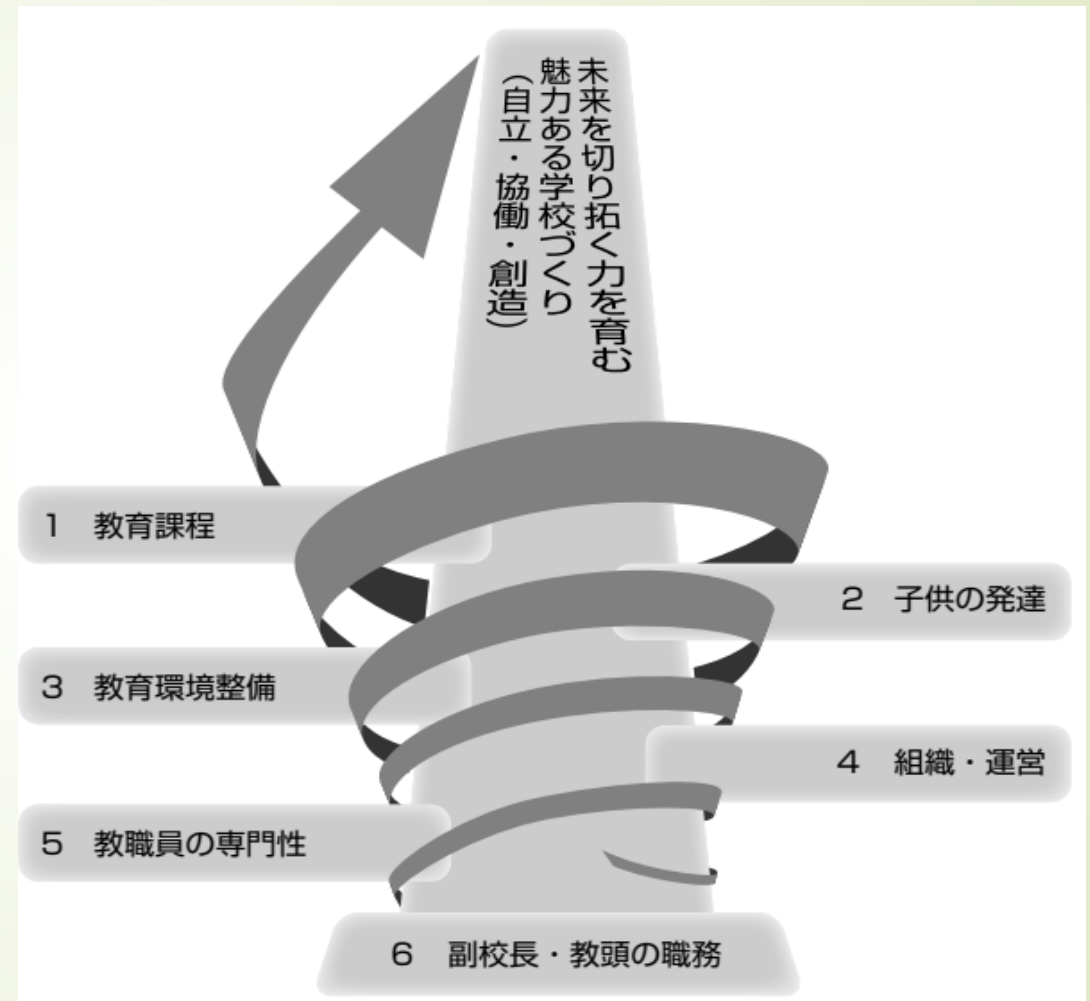 未来を切り拓く力を育む
魅力ある学校づくり
（自立・協働・創造）
1 教育課程
2 子供の発達
3 教育環境整備
4 組織・運営
5 教職員の専門性
6 副校長・教頭の職務